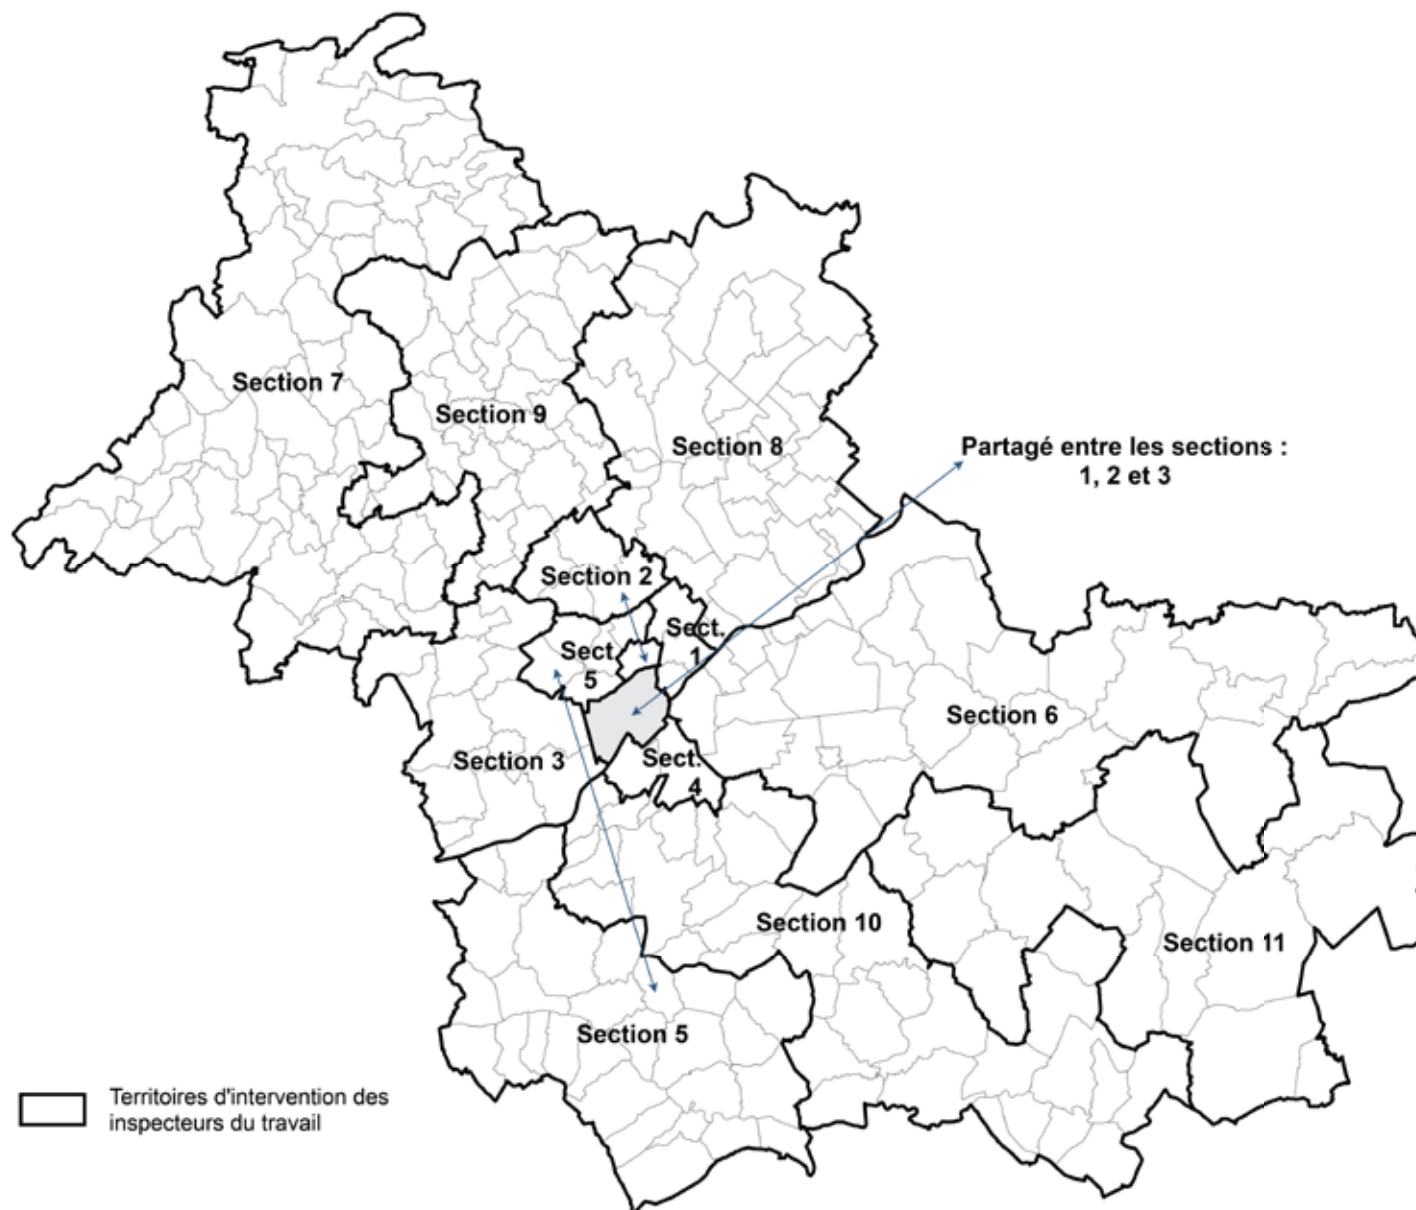 Section 7
Section 9
Section 8
Partagé entre les sections :
1, 2 et 3
Section 2
Sect.
1
Sect
5
Section 6
Section 3
Sect.
4
Section 10
Section 11
Section 5
Territoires d'intervention des
inspecteurs du travail